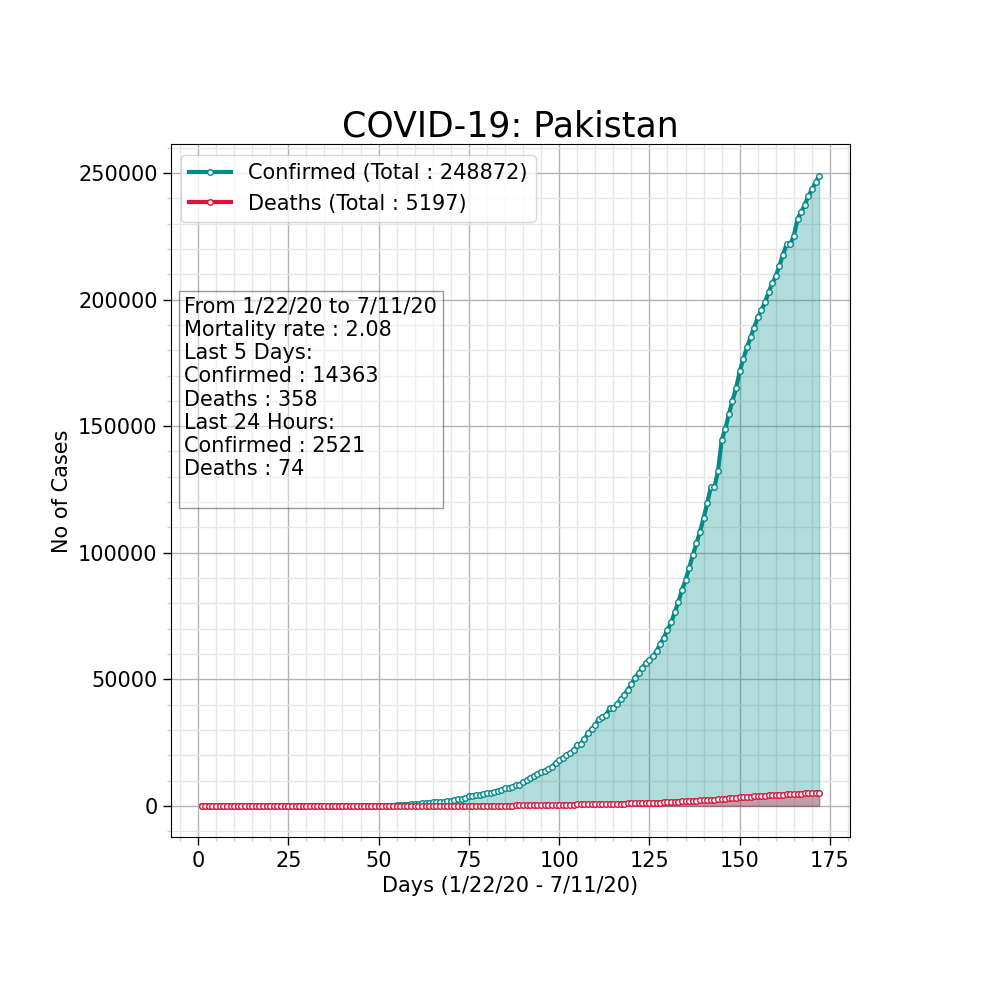 COVID-19: Pakistan
Confirmed (Total : 248872)
Deaths (Total : 5197)
From 1/22/20 to 7/11/20
Mortality rate : 2.08
Last 5 Days:
Confirmed : 14363
Deaths : 358
Last 24 Hours:
Confirmed : 2521
Deaths : 74
No of Cases
250000
200000
150000
100000
50000
0
0 25 50 75 100 125 150 175
Days (1/22/20 - 7/11/20)